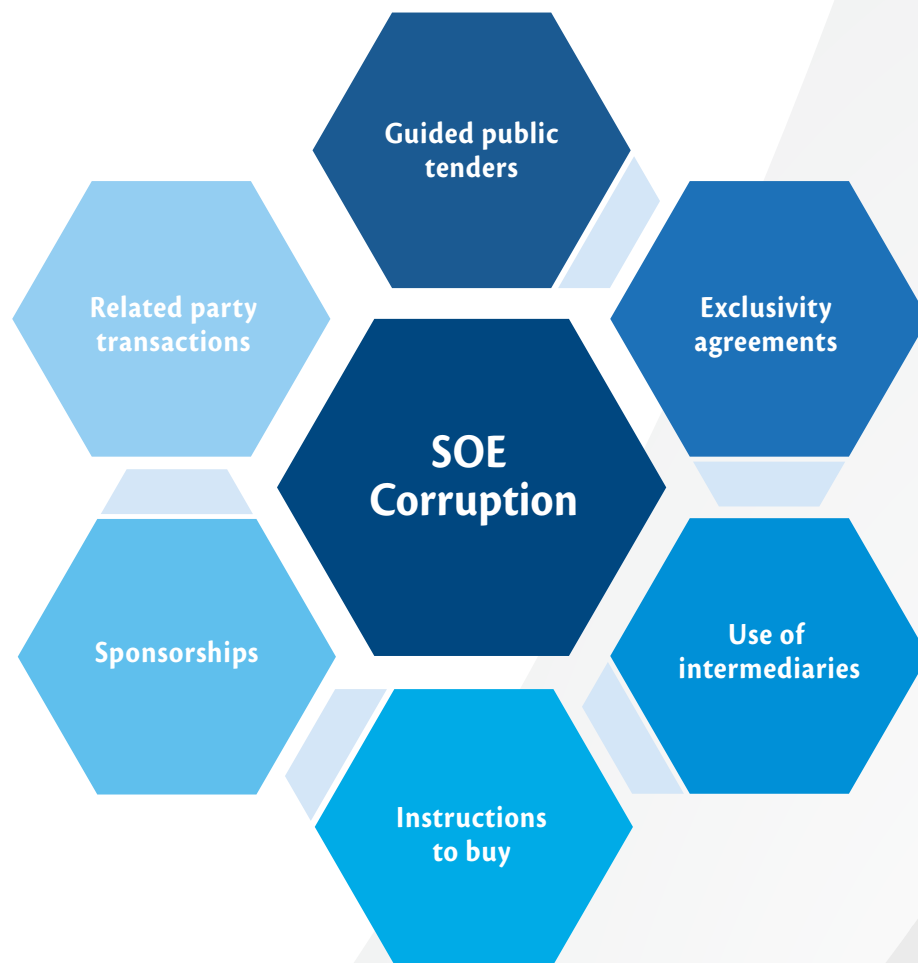 Guided public
tenders
Related party
transactions
Exclusivity
agreements
SOE
Corruption
Sponsorships
Use of
intermediaries
Instructions
to buy